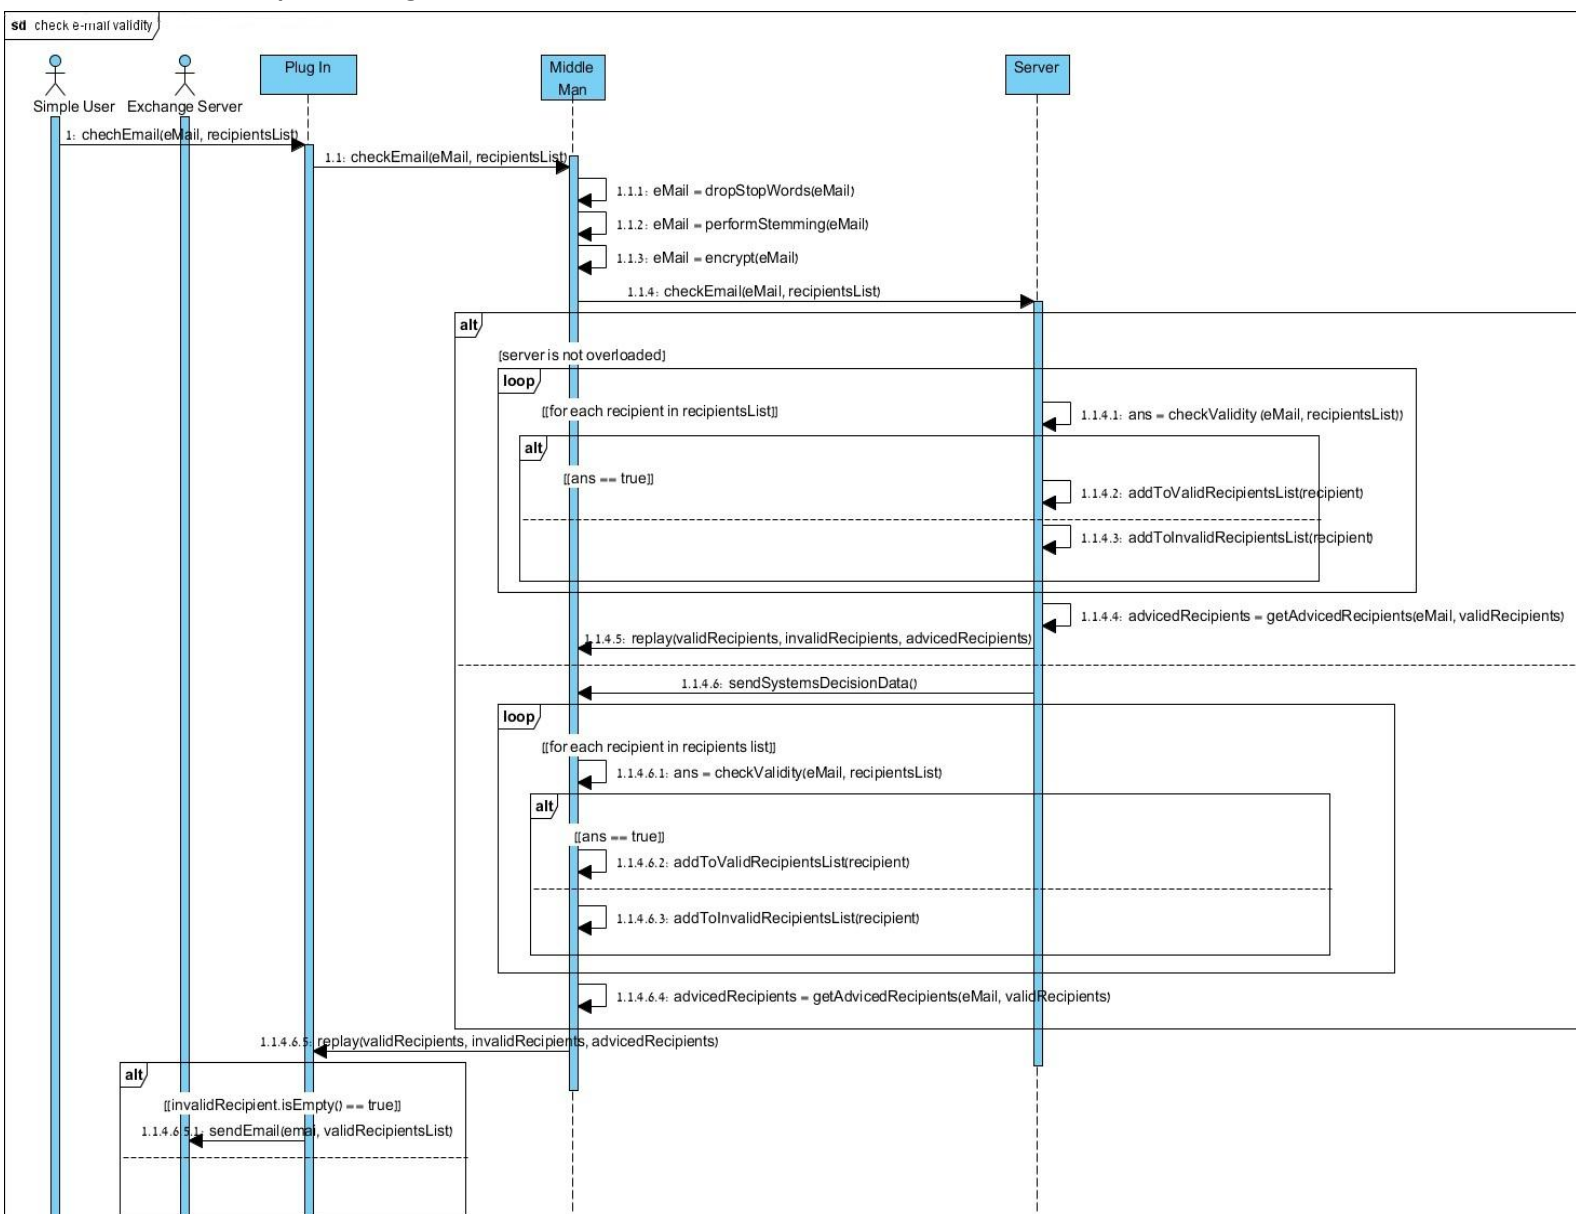 sd check e-mail validity
Simple User
Exchange Server
Plug In
Middle
Man
Server
1: chechEmail(eMail, recipientsList)
1.1: checkEmail(eMail, recipientsList)
1.1.1: eMail = dropStopWords(eMail)
1.1.2: eMail = performStemming(eMail)
1.1.3: eMail = encrypt(eMail)
1.1.4: checkEmail(eMail, recipientsList)
alt
[server is not overloaded]
loop
[[for each recipient in recipientsList]]
1.1.4.1: ans = checkValidity (eMail, recipientsList))
alt
[[ans == true]]
1.1.4.2: addToValidRecipientsList(recipient)
1.1.4.3: addToInvalidRecipientsList(recipient)
1.1.4.4: advicedRecipients = getAdvicedRecipients(eMail, validRecipients)
1.1.4.5: replay(validRecipients, invalidRecipients, advicedRecipients)
1.1.4.6: sendSystemsDecisionData()
loop
[[for each recipient in recipients list]]
1.1.4.6.1: ans = checkValidity(eMail, recipientsList)
alt
[[ans == true]]
1.1.4.6.2: addToValidRecipientsList(recipient)
1.1.4.6.3: addToInvalidRecipientsList(recipient)
1.1.4.6.4: advicedRecipients = getAdvicedRecipients(eMail, validRecipients)
1.1.4.6.5: replay(validRecipients, invalidRecipients, advicedRecipients)
alt
[[invalidRecipient.isEmpty() == true]]
1.1.4.6.5.1: sendEmail(emai, validRecipientsList)